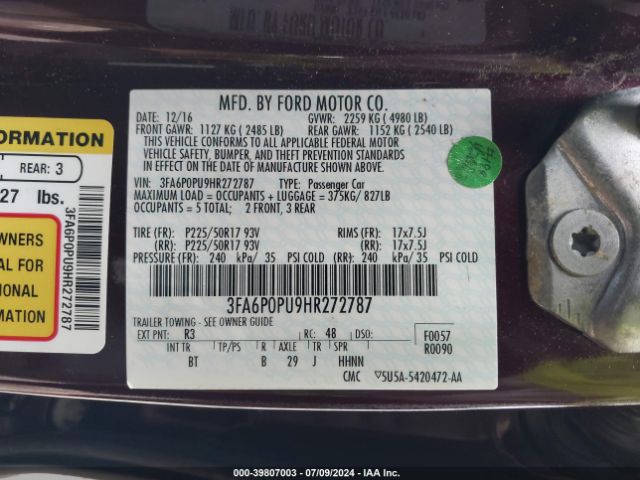 MFD. BY FORD MOTOR CO.
DATE: 12/16 GVWR: 2259 KG ( 4980 LB)
FRONT GAWR: 1127 KG ( 2485 LB) REAR GAWR: 1152 KG ( 2540 LB)
THIS VEHICLE CONFORMS TO ALL APPLICABLE FEDERAL MOTOR
VEHICLE SAFETY, BUMPER, AND THEFT PREVENTION STANDARDS
IN EFFECT ON THE DATE OF MANUFACTURE SHOWN ABOVE.
VIN: 3FA6P0PU9HR272787 TYPE: Passenger Car
MAXIMUM LOAD = OCCUPANTS + LUGGAGE = 375KG/ 827LB
OCCUPANTS = 5 TOTAL; 2 FRONT, 3 REAR
TIRE (FR): P225/50R17 93V RIMS (FR): 17x7.5J
(RR): P225/50R17 93V (RR): 17x7.5J
PRESSURE (FR): 240 kPa/ 35 PSI COLD (RR): 240 kPa/ 35 PSI COLD
3FA6P0PU9HR272787
TRAILER TOWING - SEE OWNER GUIDE
EXT PNT: R3 RC: 48 DSO:
F0057
R0090
INT TR TP/PS R AXLE TR SPR
BT B 29 J HHNN
CMC 5U5A-5420472-AA
ORMATION
REAR: 3
27 lbs.
WNERS
AL FOR
IONAL
RMATION
3FA6P0PU9HR272787
000-39807003 - 07/09/2024 - IAA Inc.